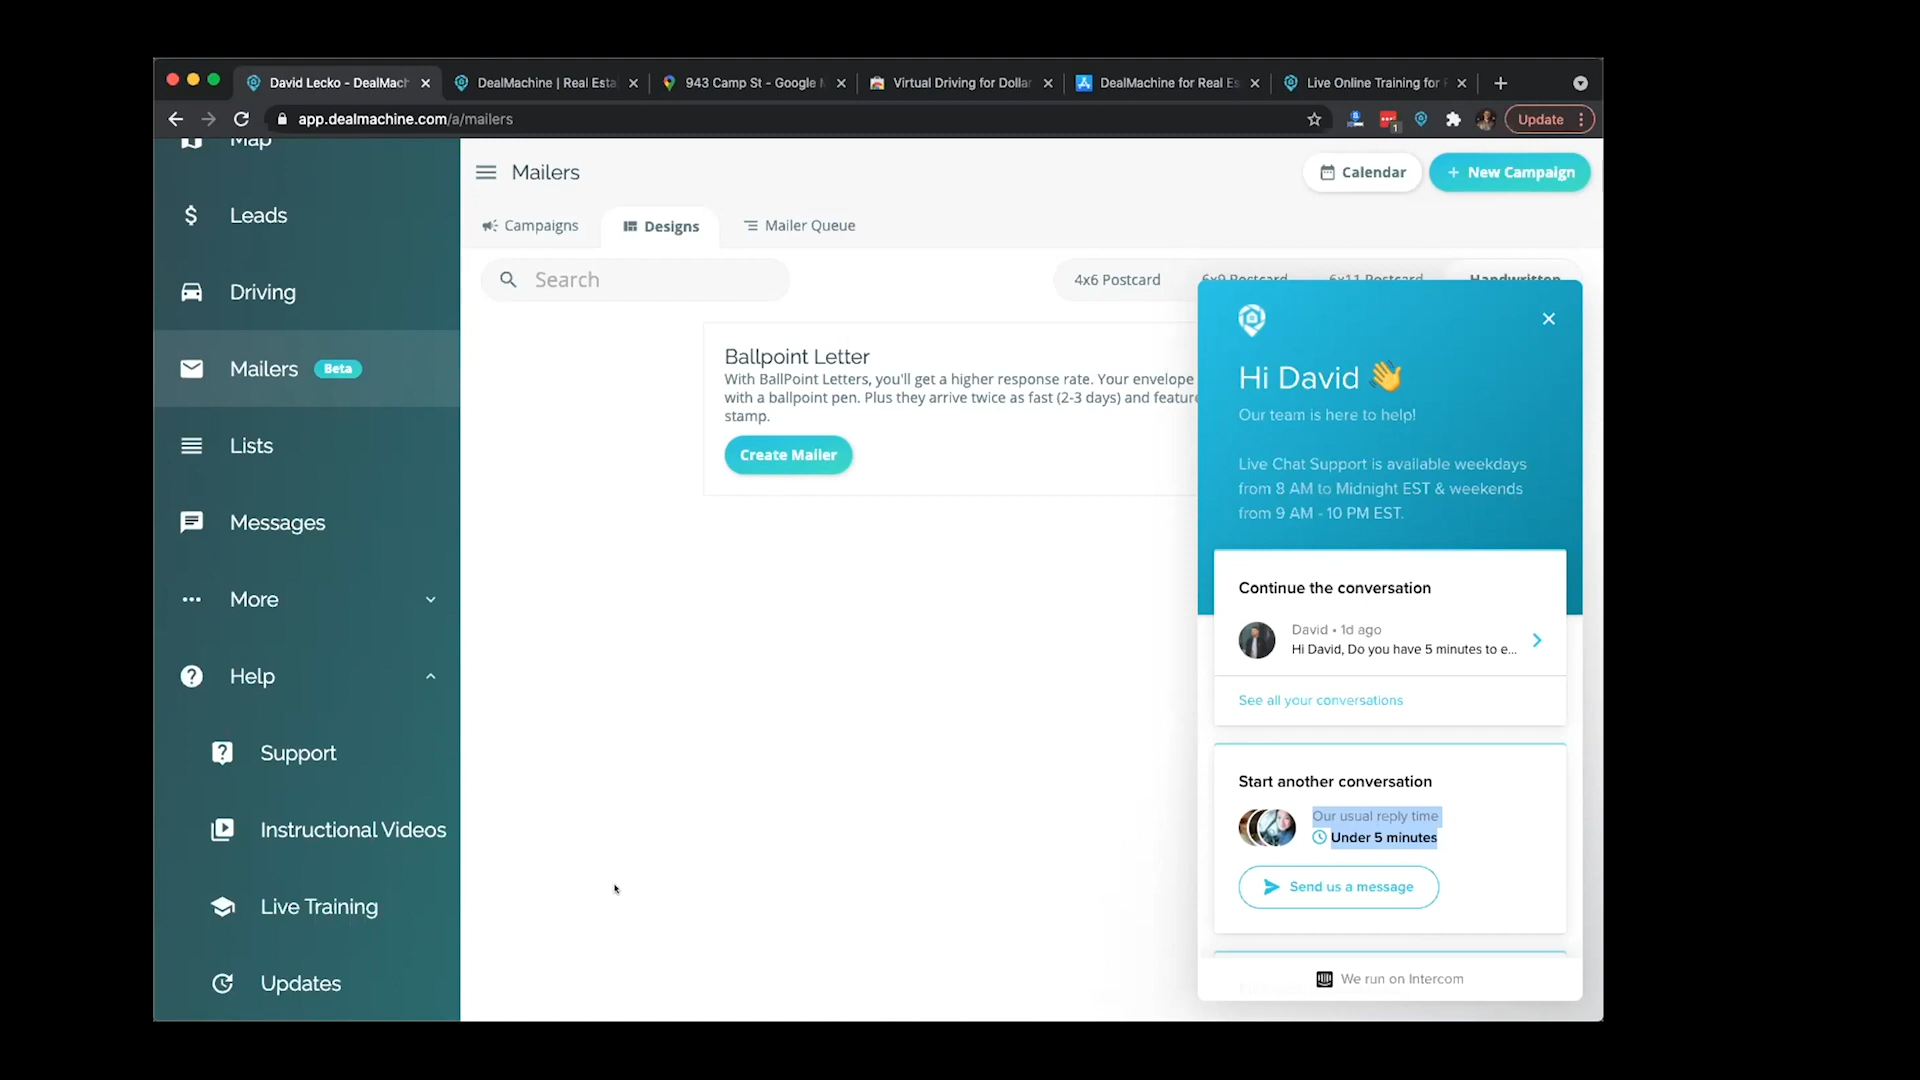 David Lecko - DealMach
DealMachine | Real Esta
943 Camp St - Google
Virtual Driving for Dollar
DealMachine for Real Es
Live Online Training for
app.dealmachine.com/a/mailers
1
Update
Map
Leads
Driving
Mailers Beta
Lists
Messages
More
Help
Support
Instructional Videos
Live Training
Updates
Mailers
Calendar
+ New Campaign
Campaigns
Designs
Mailer Queue
Search
4x6 Postcard
6x9 Postcard
6x11 Postcard
Handwritten
Ballpoint Letter
With BallPoint Letters, you'll get a higher response rate. Your envelope
with a ballpoint pen. Plus they arrive twice as fast (2-3 days) and feature
stamp.
Create Mailer
Hi David 👋
Our team is here to help!
Live Chat Support is available weekdays
from 8 AM to Midnight EST & weekends
from 9 AM - 10 PM EST.
Continue the conversation
David • 1d ago
Hi David, Do you have 5 minutes to e...
See all your conversations
Start another conversation
Our usual reply time
Under 5 minutes
Send us a message
We run on Intercom